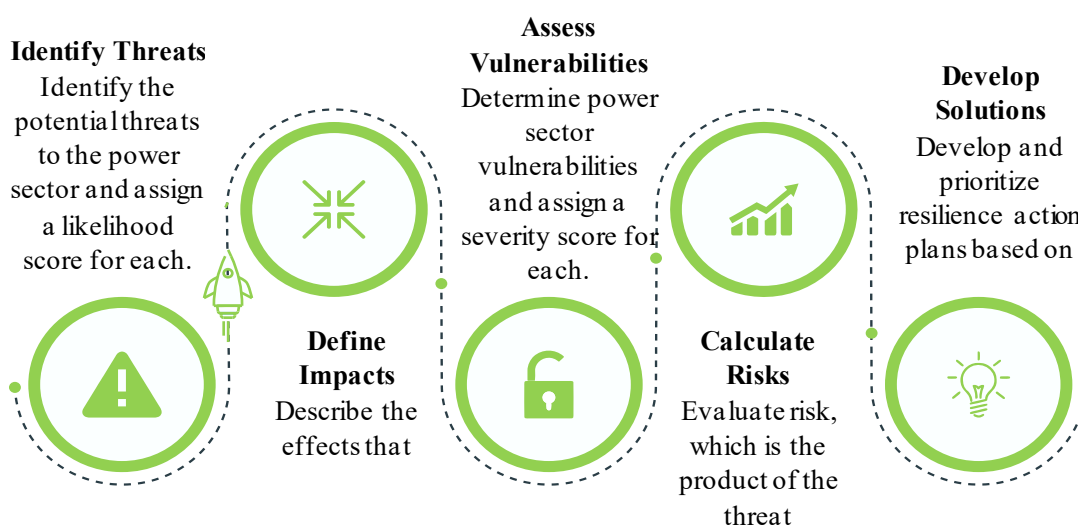 Identify Threats
Identify the
potential threats
to the power
sector and assign
a likelihood
score for each.
Define
Impacts
Describe the
effects that
Assess
Vulnerabilities
Determine power
sector
vulnerabilities
and assign a
severity score for
each.
Calculate
Risks
Evaluate risk,
which is the
product of the
threat
Develop
Solutions
Develop and
prioritize
resilience action
plans based on